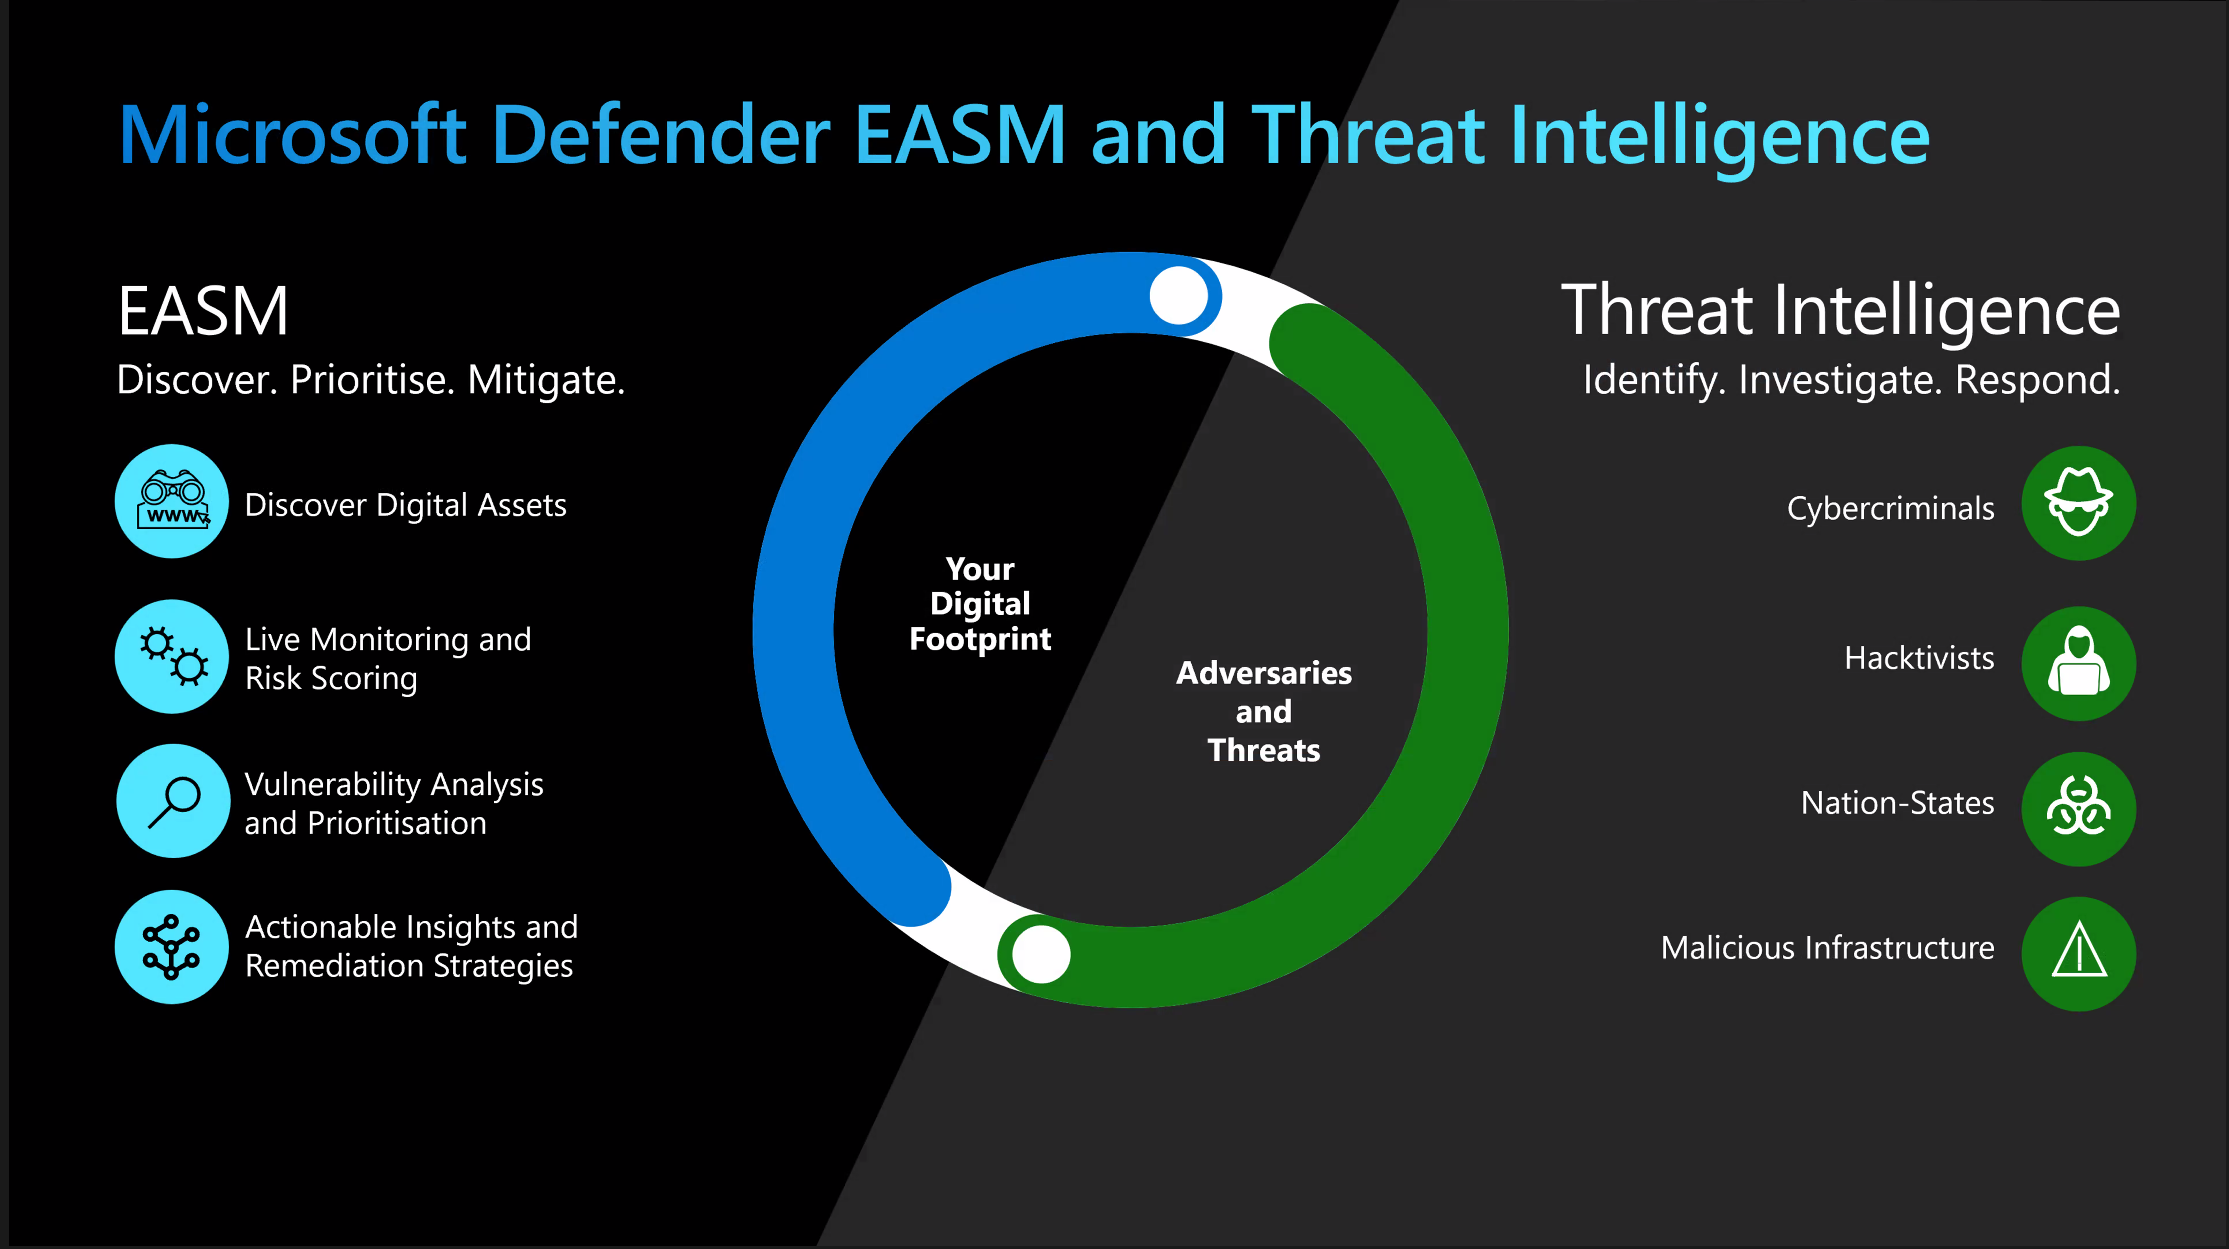 Microsoft Defender EASM and Threat Intelligence
EASM
Discover. Prioritise. Mitigate.
WWW
Discover Digital Assets
Live Monitoring and
Risk Scoring
Vulnerability Analysis
and Prioritisation
Actionable Insights and
Remediation Strategies
Your
Digital
Footprint
Adversaries
and
Threats
Threat Intelligence
Identify. Investigate. Respond.
Cybercriminals
Hacktivists
Nation-States
Malicious Infrastructure